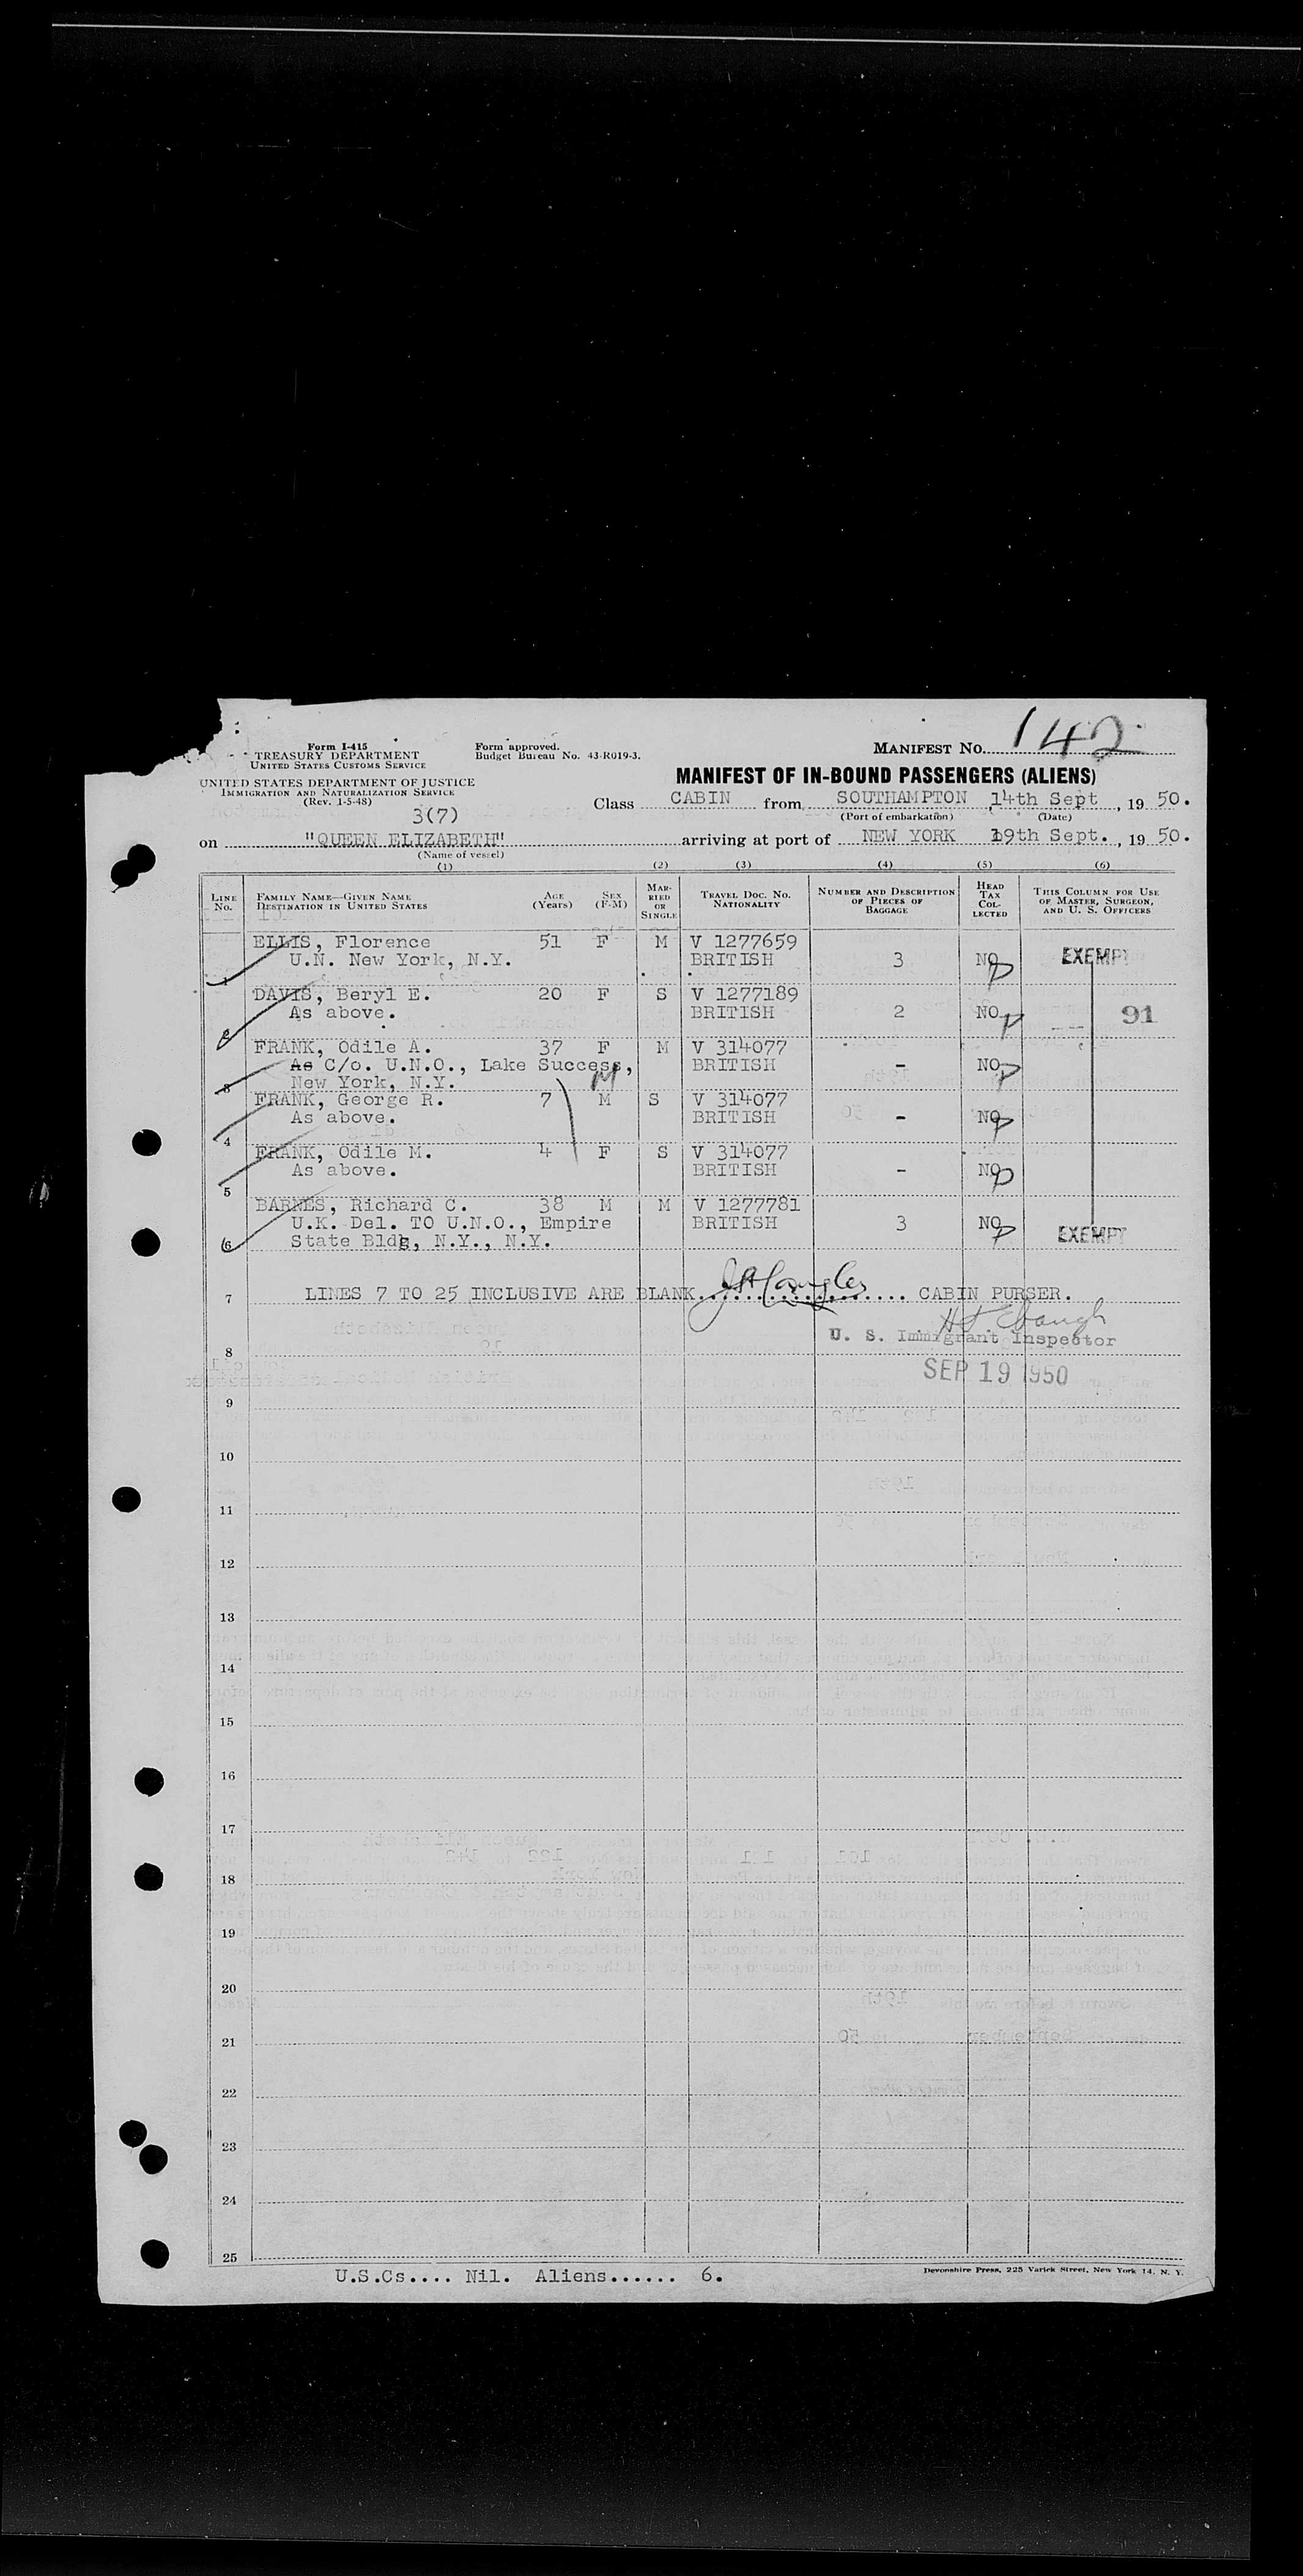 142
Form I-415
TREASURY DEPARTMENT
UNITED STATES CUSTOMS SERVICE
Form approved.
Budget Bureau No. 43-R019-3.
MANIFEST No.
UNITED STATES DEPARTMENT OF JUSTICE
IMMIGRATION AND NATURALIZATION SERVICE
(Rev. 1-5-48)
MANIFEST OF IN-BOUND PASSENGERS (ALIENS)
3(7)
Class CABIN from SOUTHAMPTON, 14th Sept, 19 50.
(Port of embarkation) (Date)
on "QUEEN ELIZABETH" arriving at port of NEW YORK 19th Sept., 19 50.
(Name of vessel)
(1) (2) (3) (4) (5) (6)
LINE No. FAMILY NAME—GIVEN NAME DESTINATION IN UNITED STATES AGE (Years) SEX (F-M) MARRIED OR SINGLE TRAVEL DOC. NO. NATIONALITY NUMBER AND DESCRIPTION OF PIECES OF BAGGAGE HEAD TAX COLLECTED THIS COLUMN FOR USE OF MASTER, SURGEON, AND U. S. OFFICERS
ELLIS, Florence 51 F M V 1277659
1 U.N. New York, N.Y. BRITISH 3 NO EXEMPT
DAVIS, Beryl E. 20 F S V 1277189
2 As above. BRITISH 2 NO 91
FRANK, Odile A. 37 F M V 314077
As C/o. U.N.O., Lake Success, BRITISH - NO
3 New York, N.Y. M
FRANK, George R. 7 M S V 314077
4 As above. BRITISH - NO
FRANK, Odile M. 4 F S V 314077
5 As above. BRITISH - NO
BARNES, Richard C. 38 M M V 1277781
U.K. Del. TO U.N.O., Empire BRITISH 3 NO EXEMPT
6 State Bldg, N.Y., N.Y.
7 LINES 7 TO 25 INCLUSIVE ARE BLANK.................. CABIN PURSER.
U. S. Immigrant Inspector
8
SEP 19 1950
9
10
11
12
13
14
15
16
17
18
19
20
21
22
23
24
25
U.S.Cs.... Nil. Aliens...... 6.
Devonshire Press, 225 Varick Street, New York 14, N. Y.